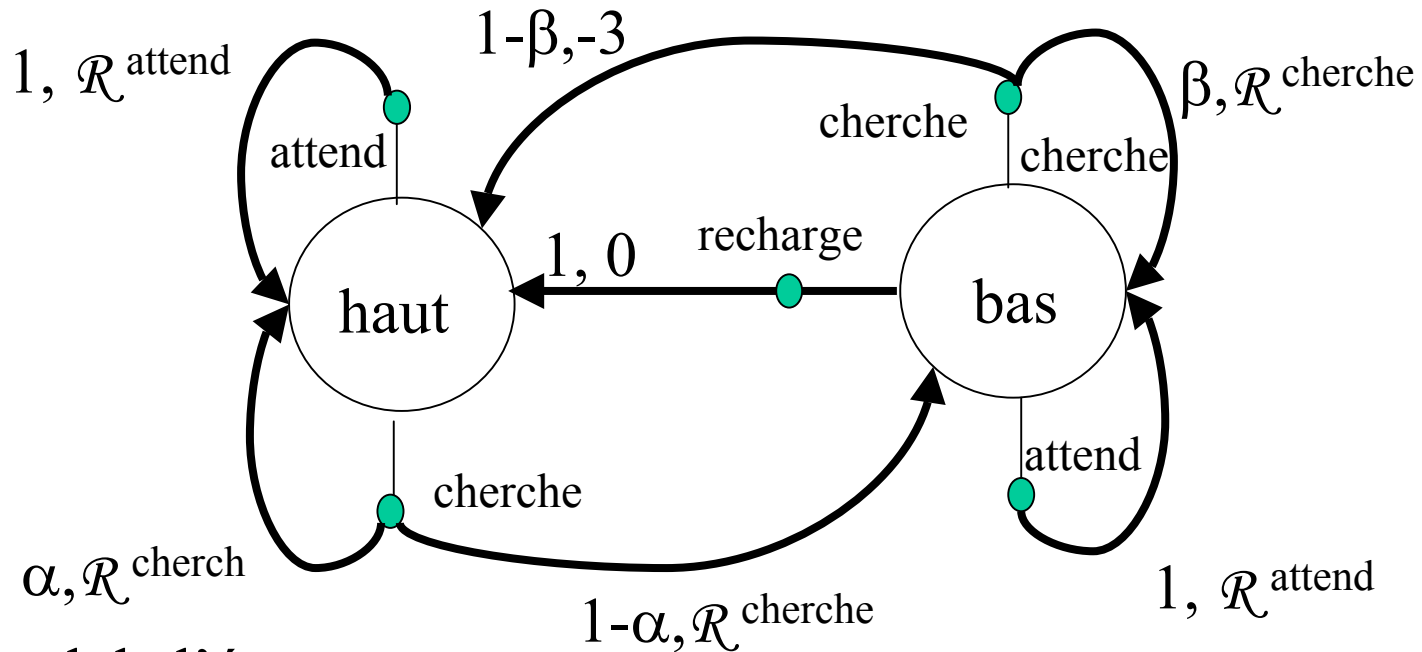 1-β,-3
1, ℛ attend
β, ℛ cherche
cherche
attend
cherche
recharge
1, 0
haut
bas
attend
cherche
α, ℛ cherch
1, ℛ attend
1-α, ℛ cherche